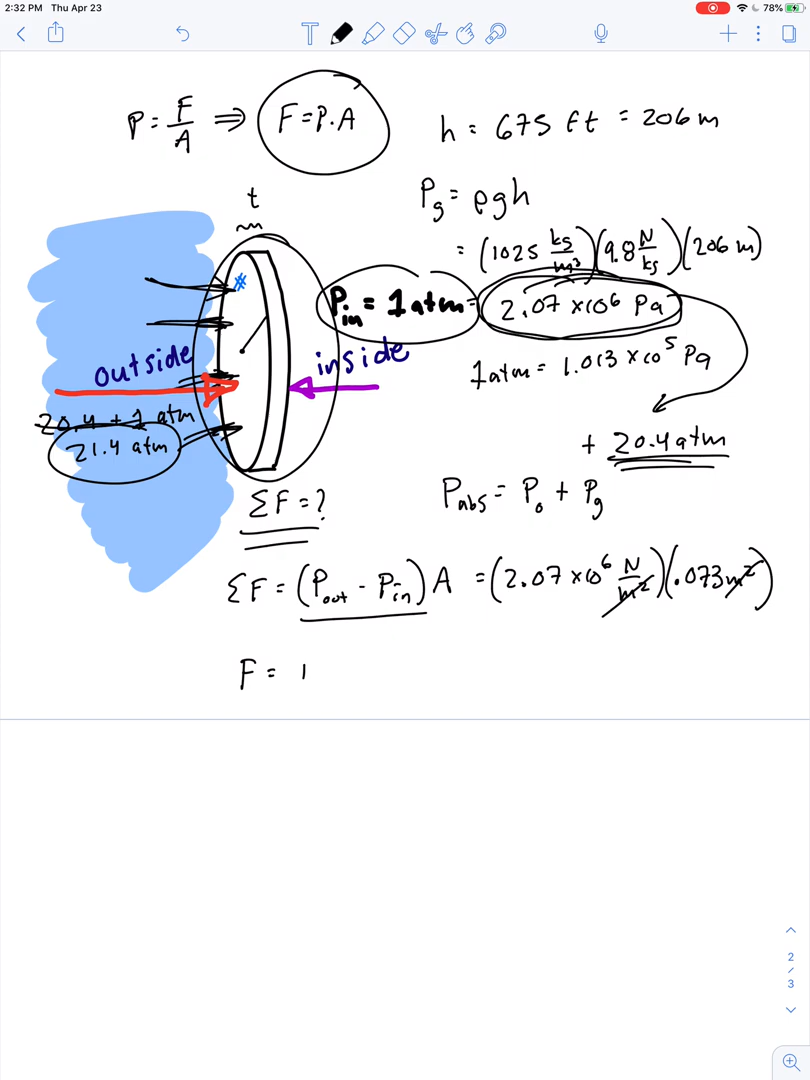 2:32 PM Thu Apr 23
78%
P = F/A ⇒ F = P·A
h = 675 ft = 206 m
t
Pg = ρgh
= (1025 kg/m³)(9.8 N/kg)(206 m)
Pin = 1 atm
2.07 × 10⁶ Pa
outside
inside
1 atm = 1.013 × 10⁵ Pa
20.4 + 1 atm
21.4 atm
+ 20.4 atm
ΣF = ?
Pabs = P₀ + Pg
ΣF = (Pout - Pin) A = (2.07 × 10⁶ N/m²)(.073 m²)
F = 1
2
/
3